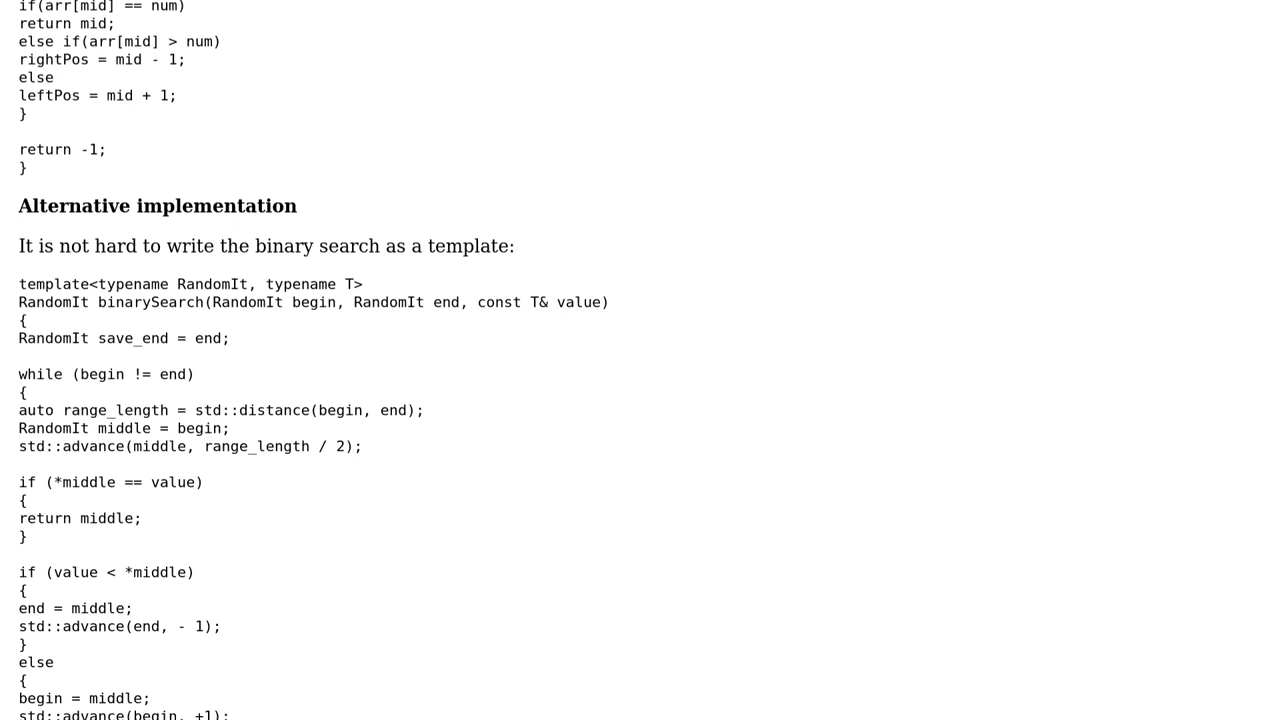 if(arr[mid] == num)
return mid;
else if(arr[mid] > num)
rightPos = mid - 1;
else
leftPos = mid + 1;
}
return -1;
}
Alternative implementation
It is not hard to write the binary search as a template:
template<typename RandomIt, typename T>
RandomIt binarySearch(RandomIt begin, RandomIt end, const T& value)
{
RandomIt save_end = end;
while (begin != end)
{
auto range_length = std::distance(begin, end);
RandomIt middle = begin;
std::advance(middle, range_length / 2);
if (*middle == value)
{
return middle;
}
if (value < *middle)
{
end = middle;
std::advance(end, - 1);
}
else
{
begin = middle;
std::advance(begin, +1);